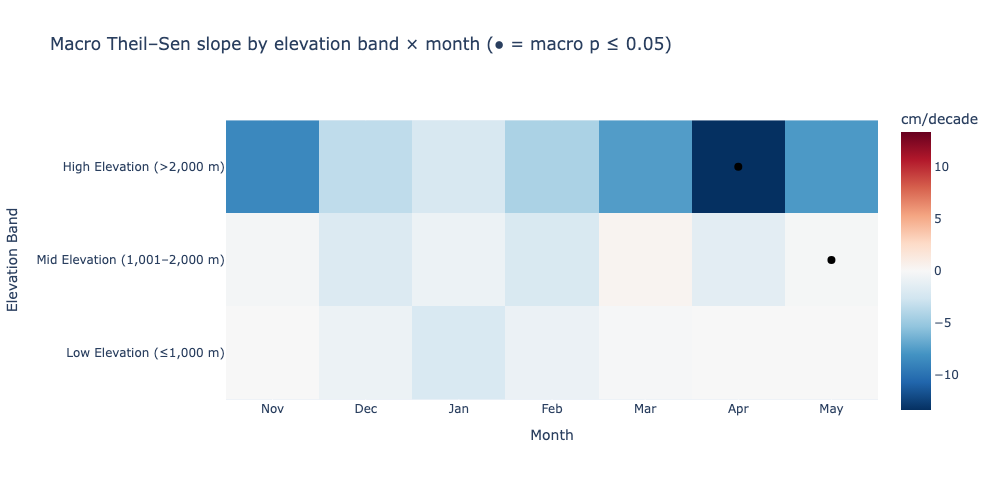 Macro Theil−Sen slope by elevation band × month (● = macro p ≤ 0.05)
cm/decade
10
5
0
−5
−10
Elevation Band
High Elevation (>2,000 m)
Mid Elevation (1,001–2,000 m)
Low Elevation (≤1,000 m)
Nov Dec Jan Feb Mar Apr May
Month